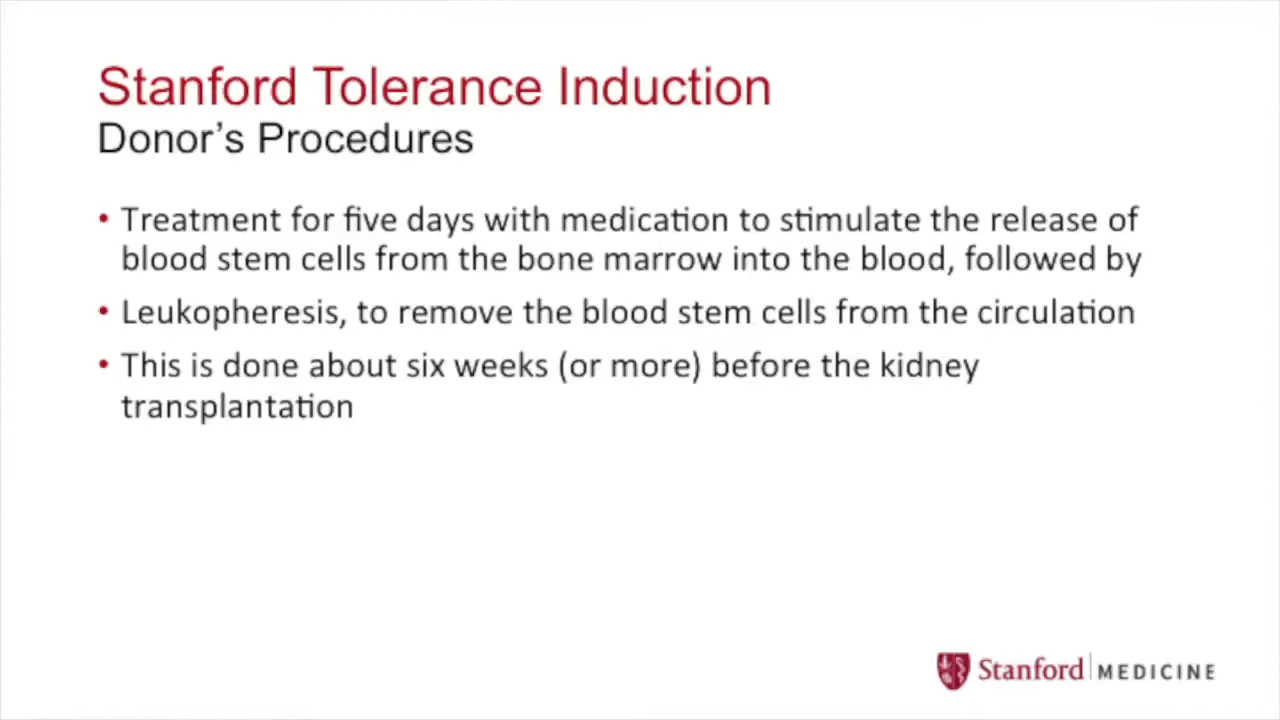 Stanford Tolerance Induction
Donor’s Procedures
• Treatment for five days with medication to stimulate the release of
blood stem cells from the bone marrow into the blood, followed by
• Leukopheresis, to remove the blood stem cells from the circulation
• This is done about six weeks (or more) before the kidney
transplantation
Stanford MEDICINE